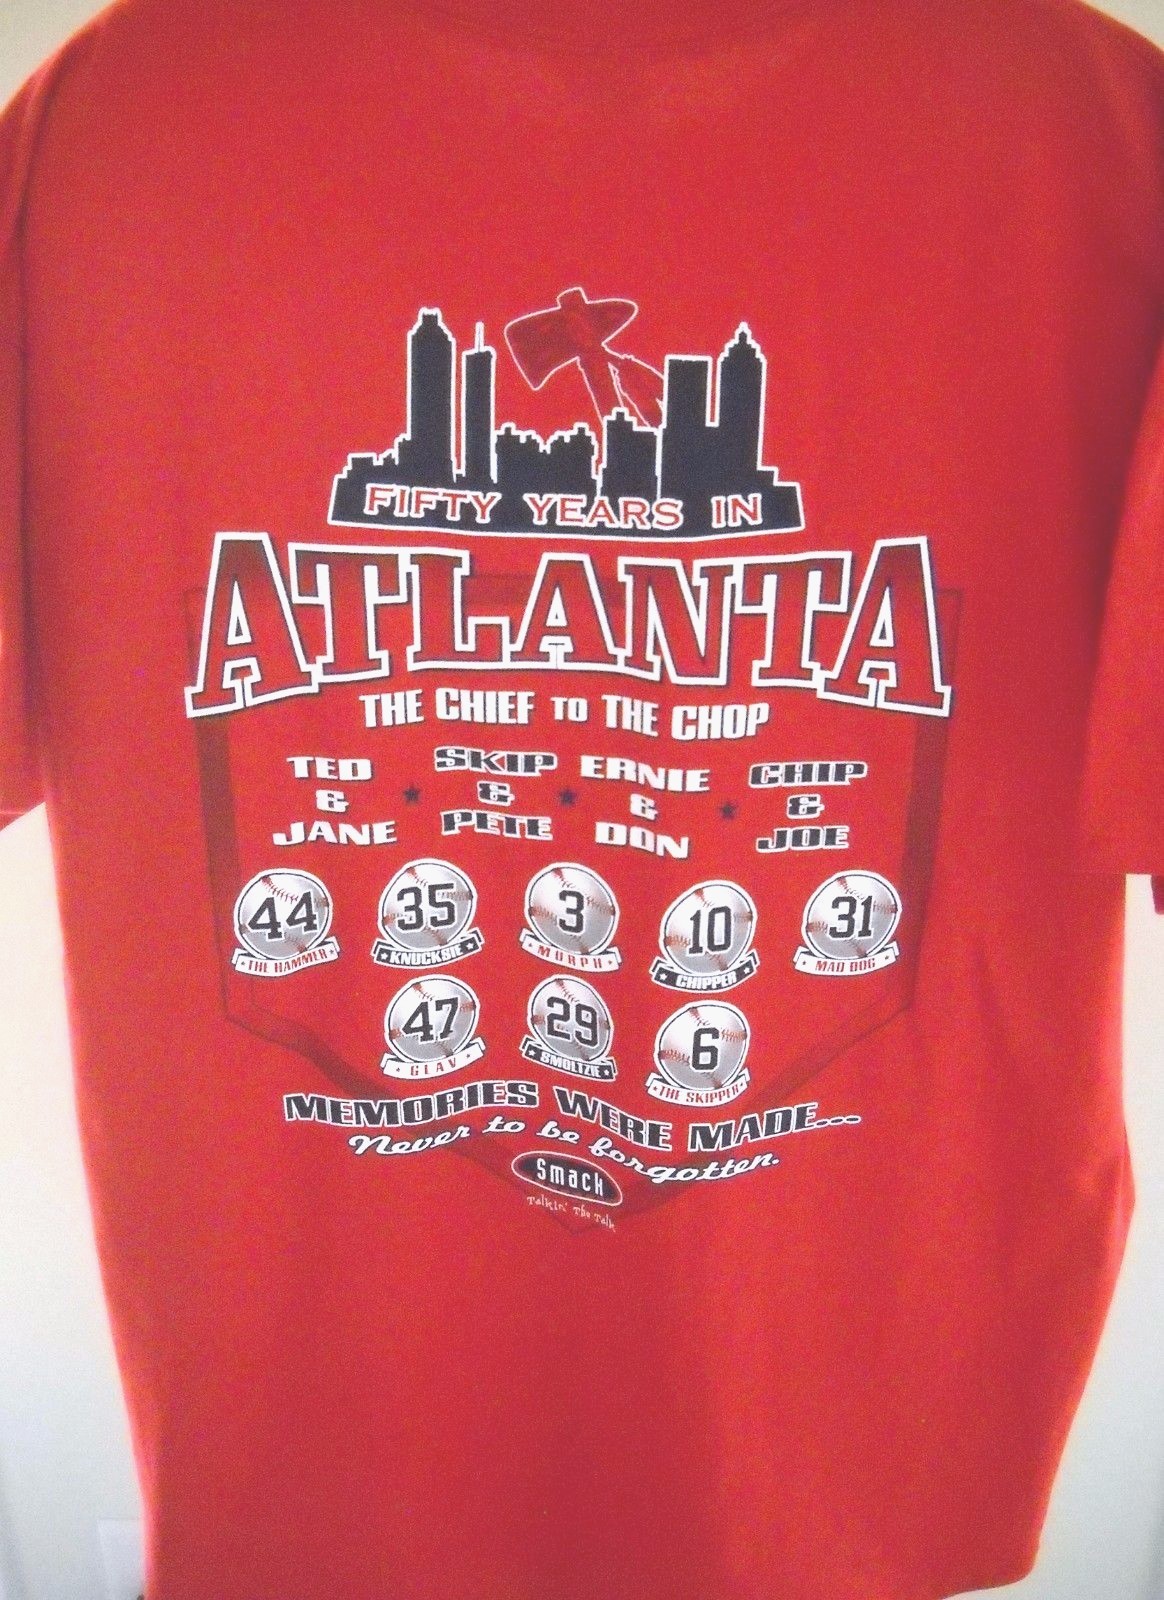 FIFTY YEARS IN
ATLANTA
THE CHIEF TO THE CHOP
TED & JANE
SKIP & PETE
ERNIE & DON
CHIP & JOE
44 THE HAMMER
35 KNUCKSIE
3 MURPH
10 CHIPPER
31 MAD DOG
47 GLAV
29 SMOLTZIE
6 THE SKIPPER
MEMORIES WERE MADE...
Never to be forgotten.
Smack
Talkin' The Talk